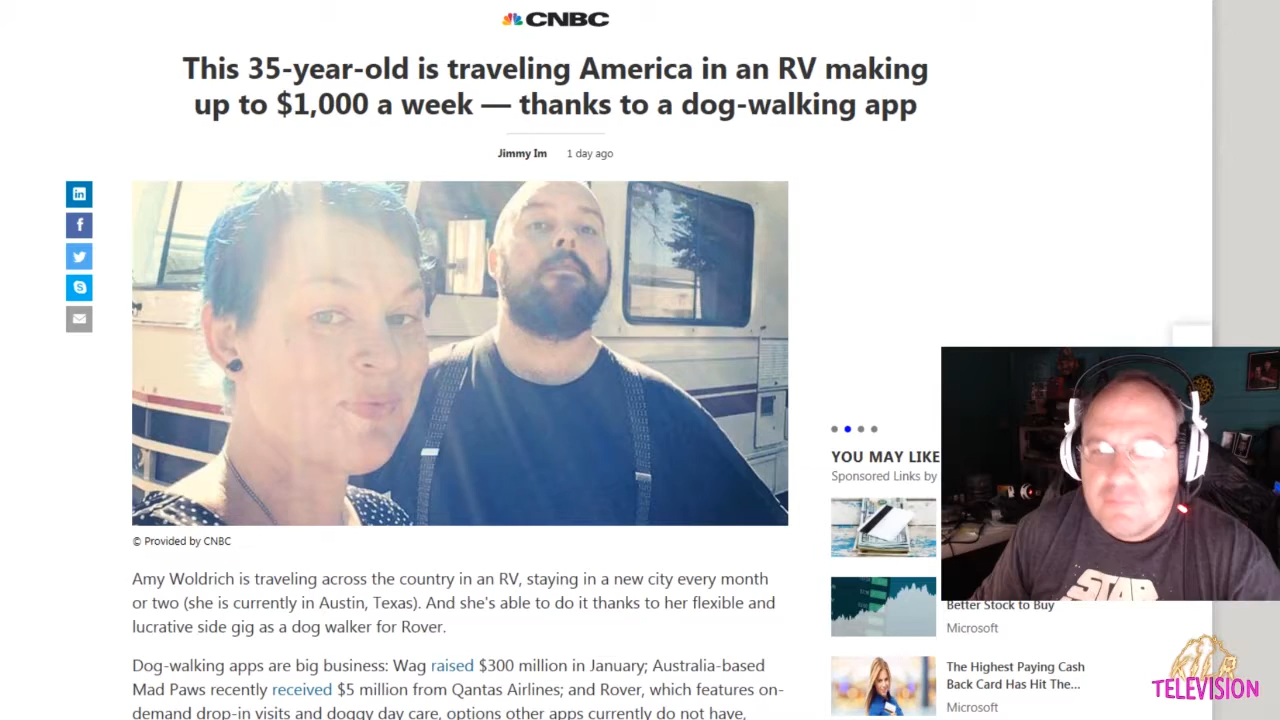 CNBC
This 35-year-old is traveling America in an RV making
up to $1,000 a week — thanks to a dog-walking app
Jimmy Im 1 day ago
in
f
S
© Provided by CNBC
Amy Woldrich is traveling across the country in an RV, staying in a new city every month
or two (she is currently in Austin, Texas). And she's able to do it thanks to her flexible and
lucrative side gig as a dog walker for Rover.
Dog-walking apps are big business: Wag raised $300 million in January; Australia-based
Mad Paws recently received $5 million from Qantas Airlines; and Rover, which features on-
demand drop-in visits and doggy day care, options other apps currently do not have,
YOU MAY LIKE
Sponsored Links by
Better Stock to Buy
Microsoft
The Highest Paying Cash
Back Card Has Hit The...
Microsoft
STAR
TELEVISION